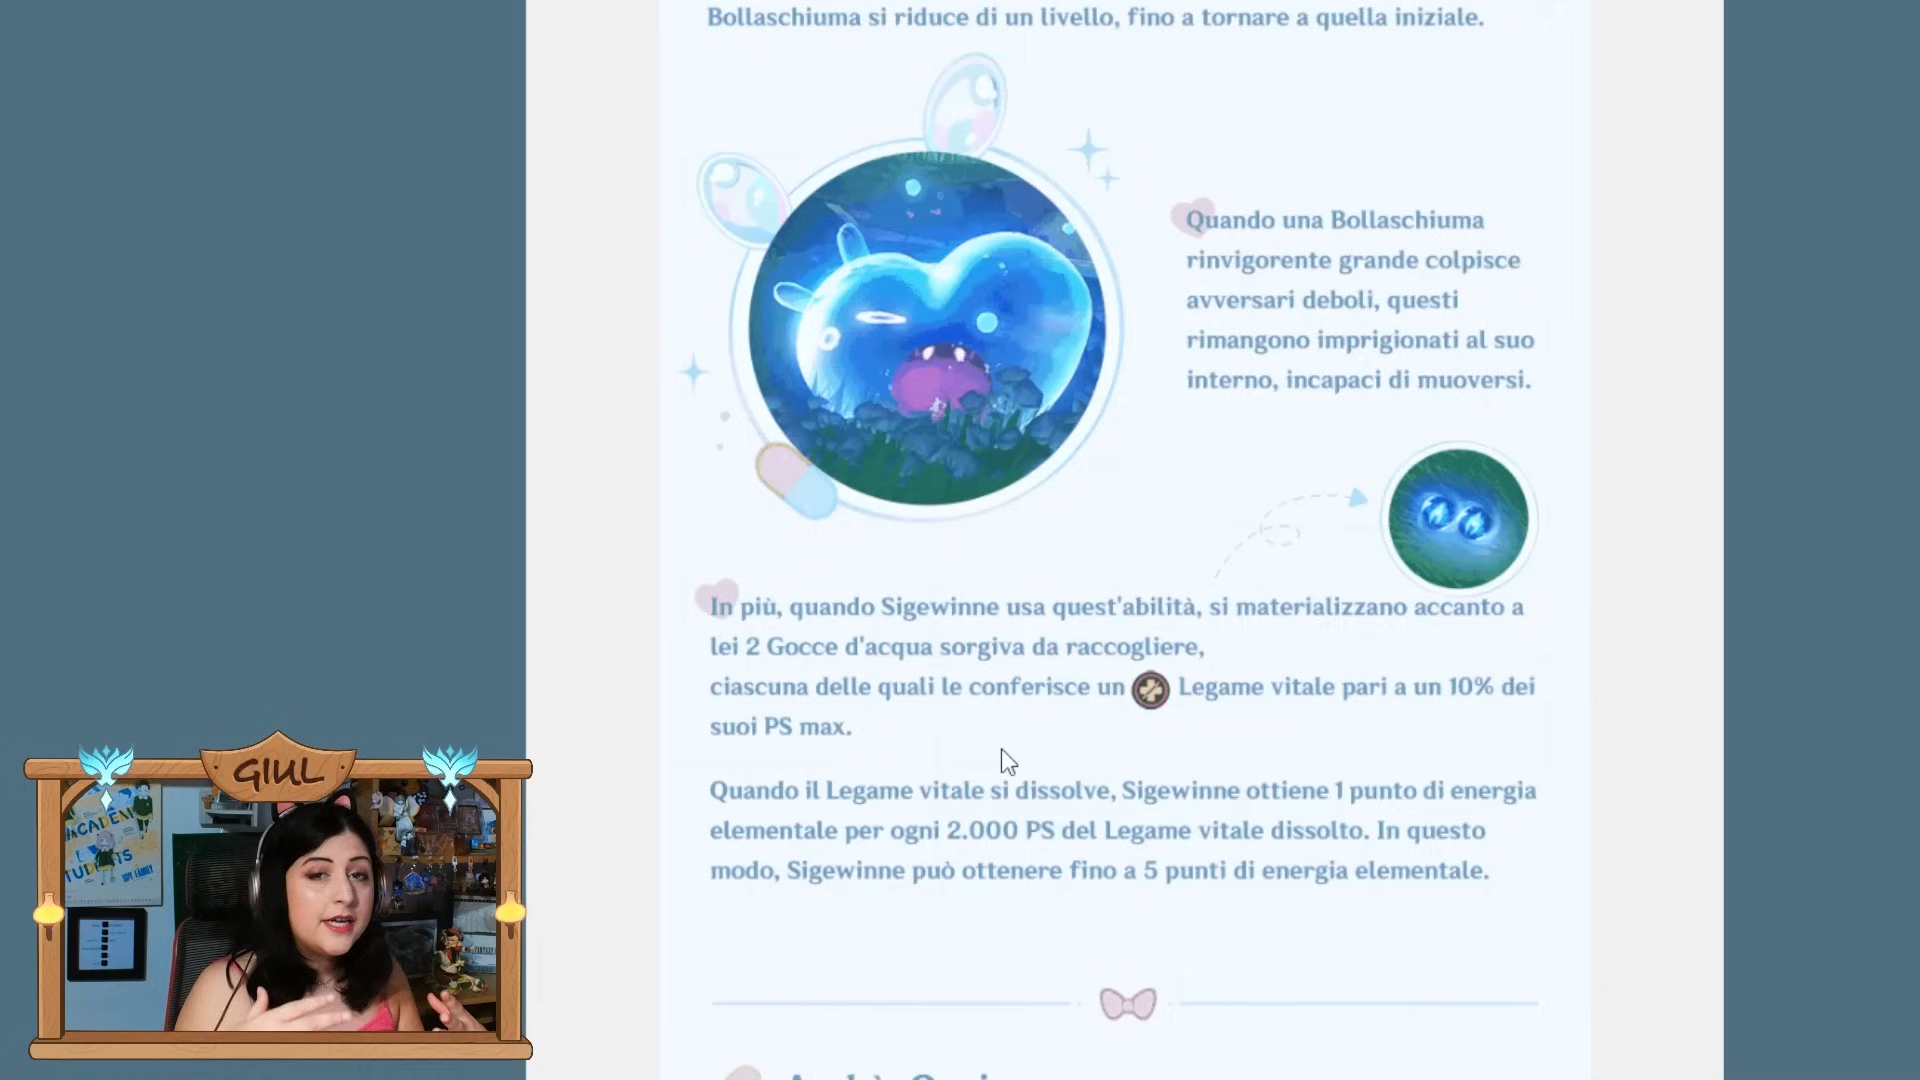 Bollaschiuma si riduce di un livello, fino a tornare a quella iniziale.
Quando una Bollaschiuma
rinvigorente grande colpisce
avversari deboli, questi
rimangono imprigionati al suo
interno, incapaci di muoversi.
In più, quando Sigewinne usa quest'abilità, si materializzano accanto a
lei 2 Gocce d'acqua sorgiva da raccogliere,
ciascuna delle quali le conferisce un Legame vitale pari a un 10% dei
suoi PS max.
Quando il Legame vitale si dissolve, Sigewinne ottiene 1 punto di energia
elementale per ogni 2.000 PS del Legame vitale dissolto. In questo
modo, Sigewinne può ottenere fino a 5 punti di energia elementale.
GIUL
SPY FAMILY